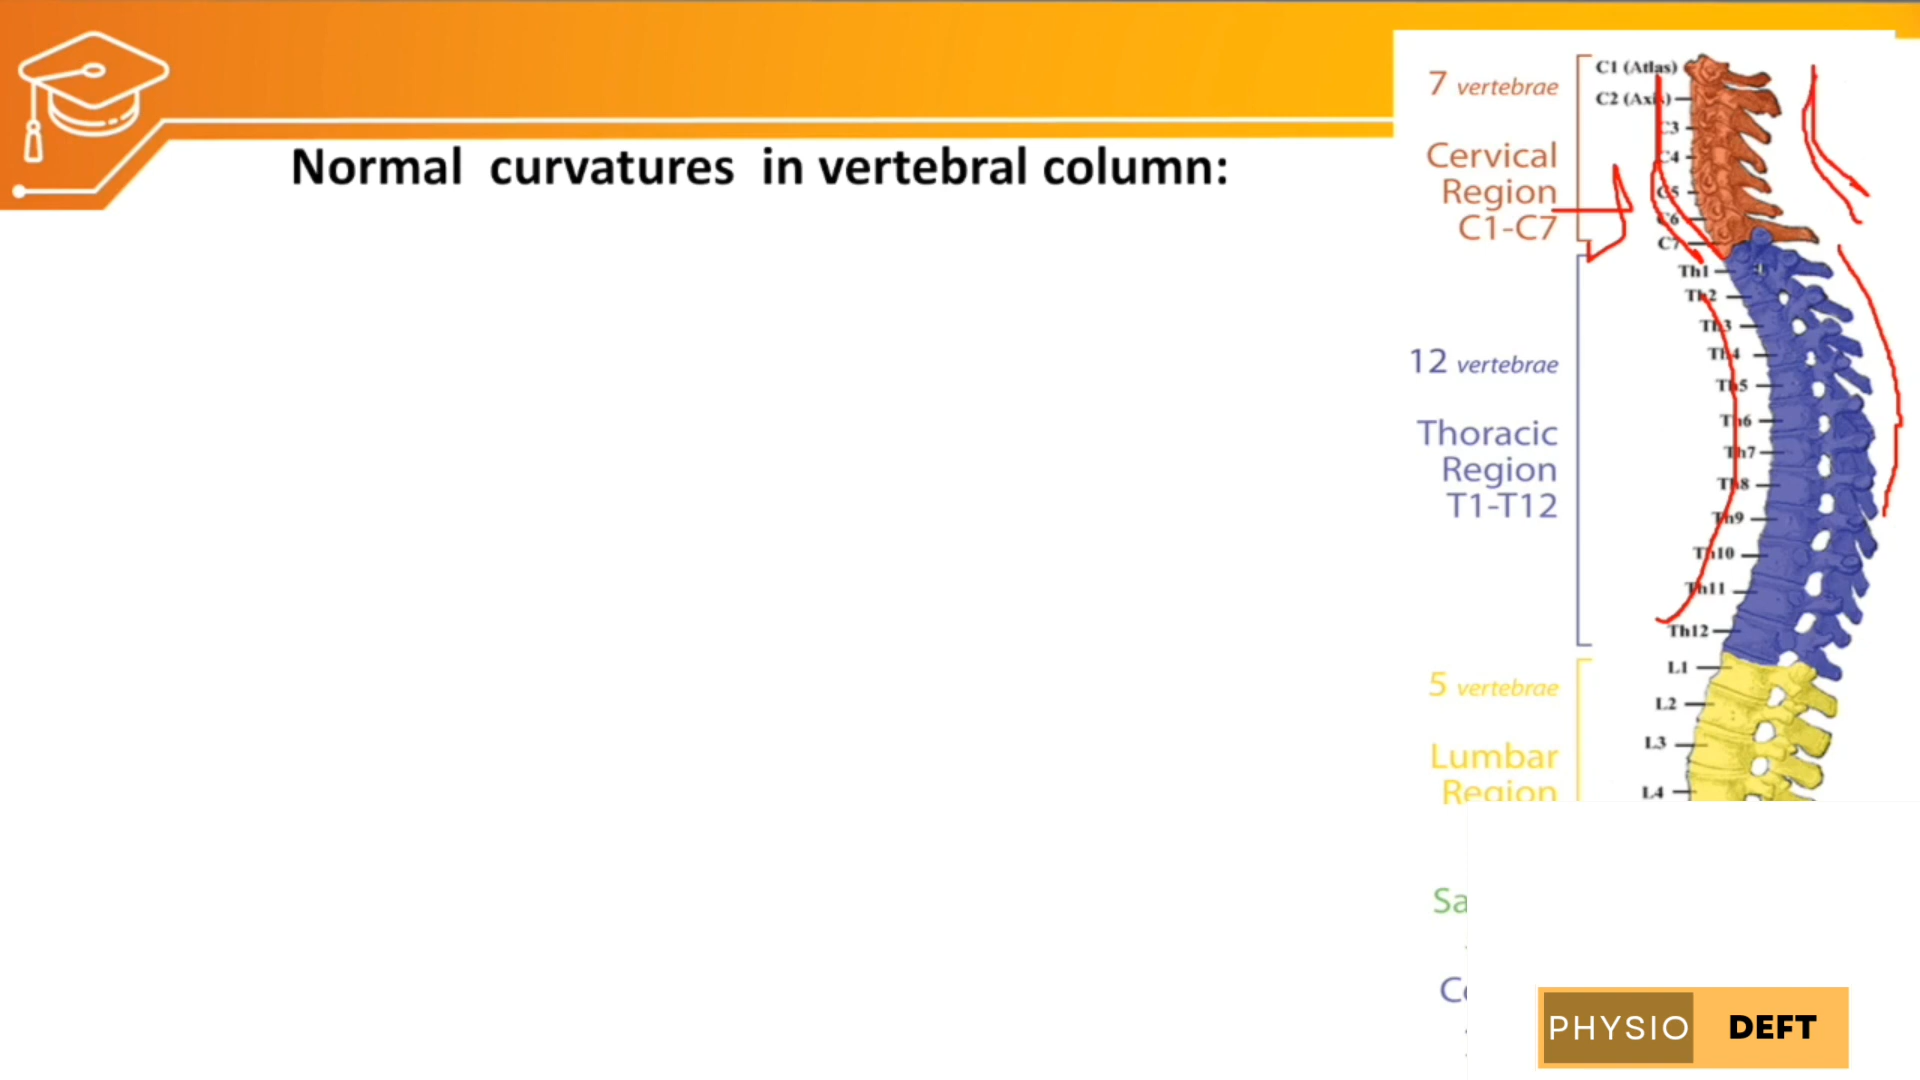 Normal curvatures in vertebral column:
7 vertebrae
Cervical
Region
C1-C7
C1 (Atlas)
C2 (Axis)
C3
C4
C5
C6
C7
12 vertebrae
Thoracic
Region
T1-T12
Th1
Th2
Th3
Th4
Th5
Th6
Th7
Th8
Th9
Th10
Th11
Th12
5 vertebrae
Lumbar
Region
L1
L2
L3
L4
Sa
PHYSIO DEFT